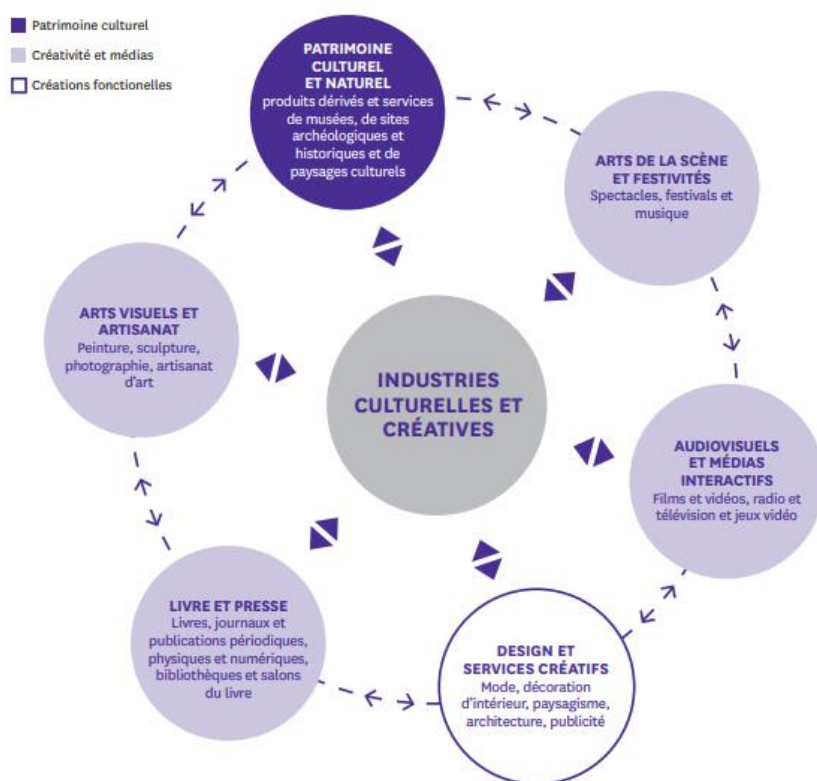 Patrimoine culturel
Créativité et médias
Créations fonctionelles
PATRIMOINE
CULTUREL
ET NATUREL
produits dérivés et services
de musées, de sites
archéologiques et
historiques et de
paysages culturels
ARTS DE LA SCÈNE
ET FESTIVITÉS
Spectacles, festivals et
musique
ARTS VISUELS ET
ARTISANAT
Peinture, sculpture,
photographie, artisanat
d'art
INDUSTRIES
CULTURELLES ET
CRÉATIVES
AUDIOVISUELS
ET MÉDIAS
INTERACTIFS
Films et vidéos, radio et
télévision et jeux vidéo
LIVRE ET PRESSE
Livres, journaux et
publications périodiques,
physiques et numériques,
bibliothèques et salons
du livre
DESIGN ET
SERVICES CRÉATIFS
Mode, décoration
d'intérieur, paysagisme,
architecture, publicité